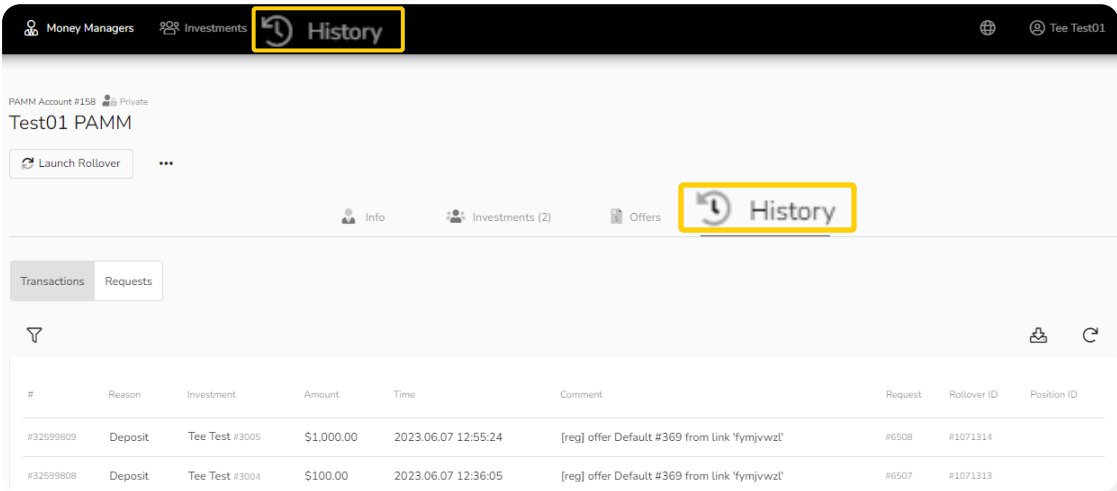 Money Managers Investments History Tee Test01
PAMM Account #158 Private
Test01 PAMM
Launch Rollover •••
Info Investments (2) Offers History
Transactions Requests
# Reason Investment Amount Time Comment Request Rollover ID Position ID
#32599809 Deposit Tee Test #3005 $1,000.00 2023.06.07 12:55:24 [reg] offer Default #369 from link 'fymjvwzl' #6508 #1071314
#32599808 Deposit Tee Test #3004 $100.00 2023.06.07 12:36:05 [reg] offer Default #369 from link 'fymjvwzl' #6507 #1071313